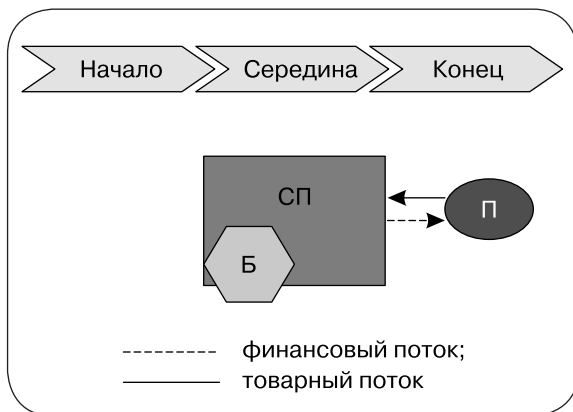 Начало Середина Конец
СП
П
Б
финансовый поток;
товарный поток